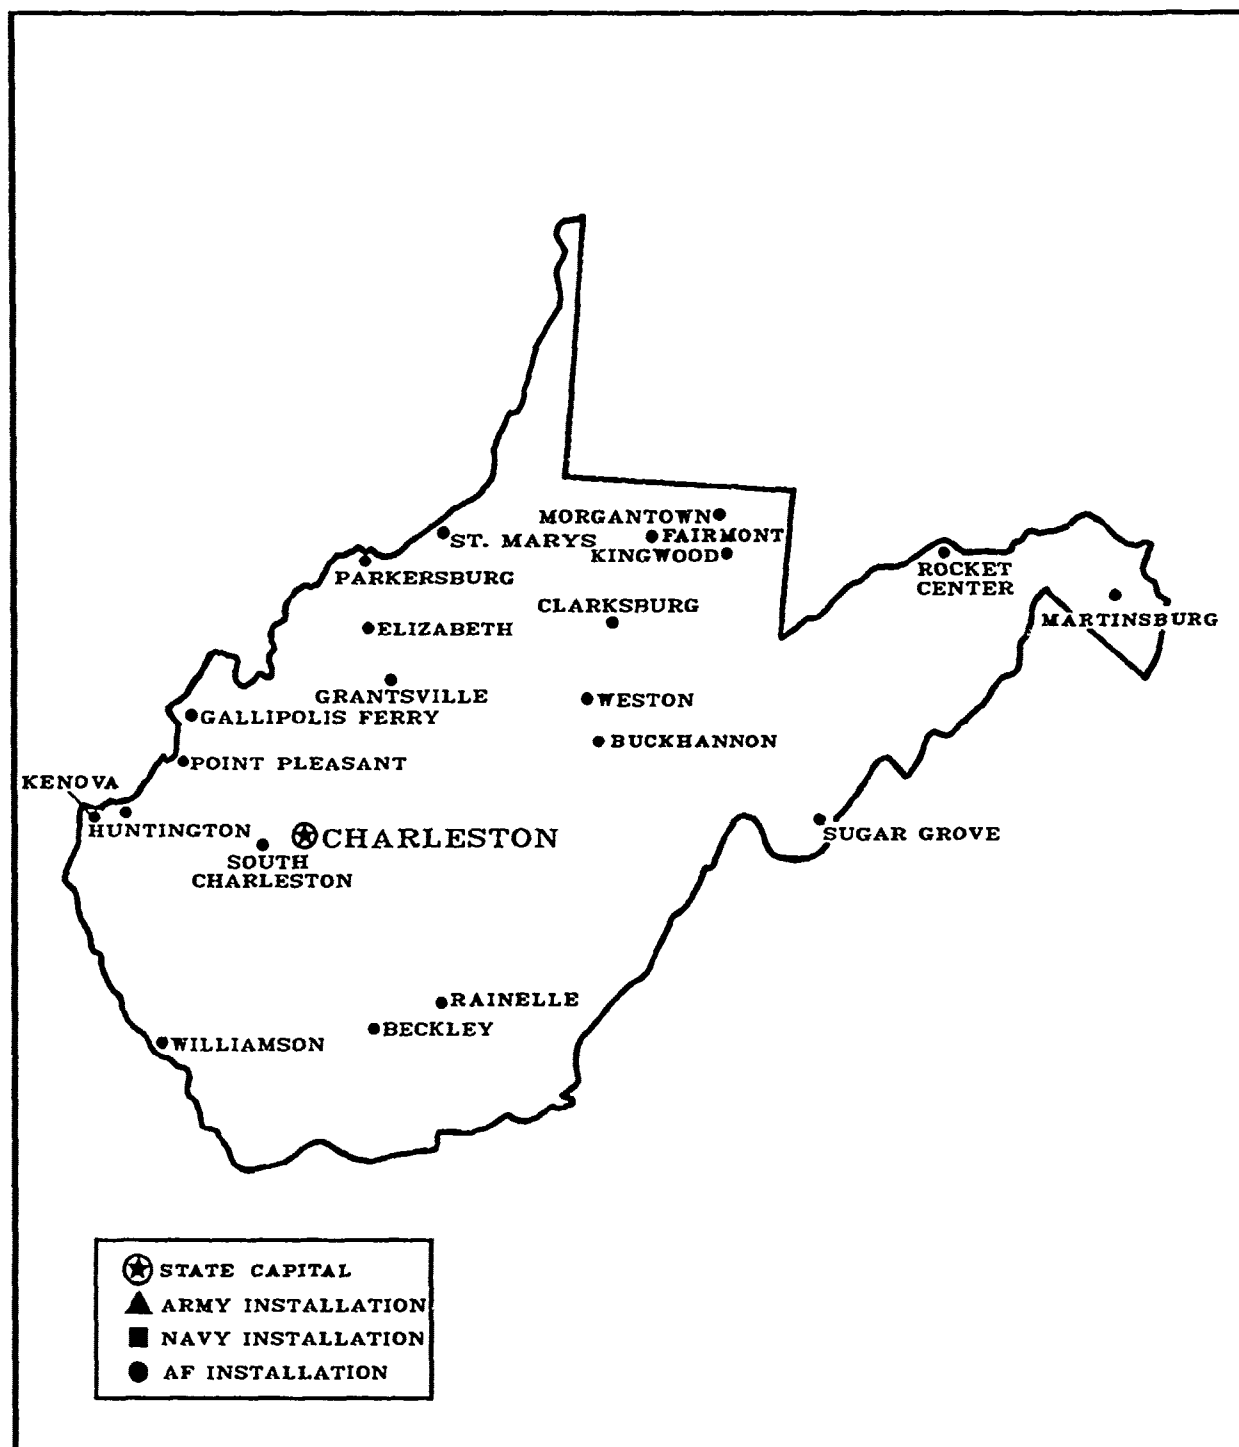 MORGANTOWN
ST. MARYS
FAIRMONT
KINGWOOD
PARKERSBURG
ROCKET
CENTER
CLARKSBURG
MARTINSBURG
ELIZABETH
GRANTSVILLE
WESTON
GALLIPOLIS FERRY
BUCKHANNON
POINT PLEASANT
KENOVA
HUNTINGTON
CHARLESTON
SUGAR GROVE
SOUTH
CHARLESTON
RAINELLE
BECKLEY
WILLIAMSON
STATE CAPITAL
ARMY INSTALLATION
NAVY INSTALLATION
AF INSTALLATION